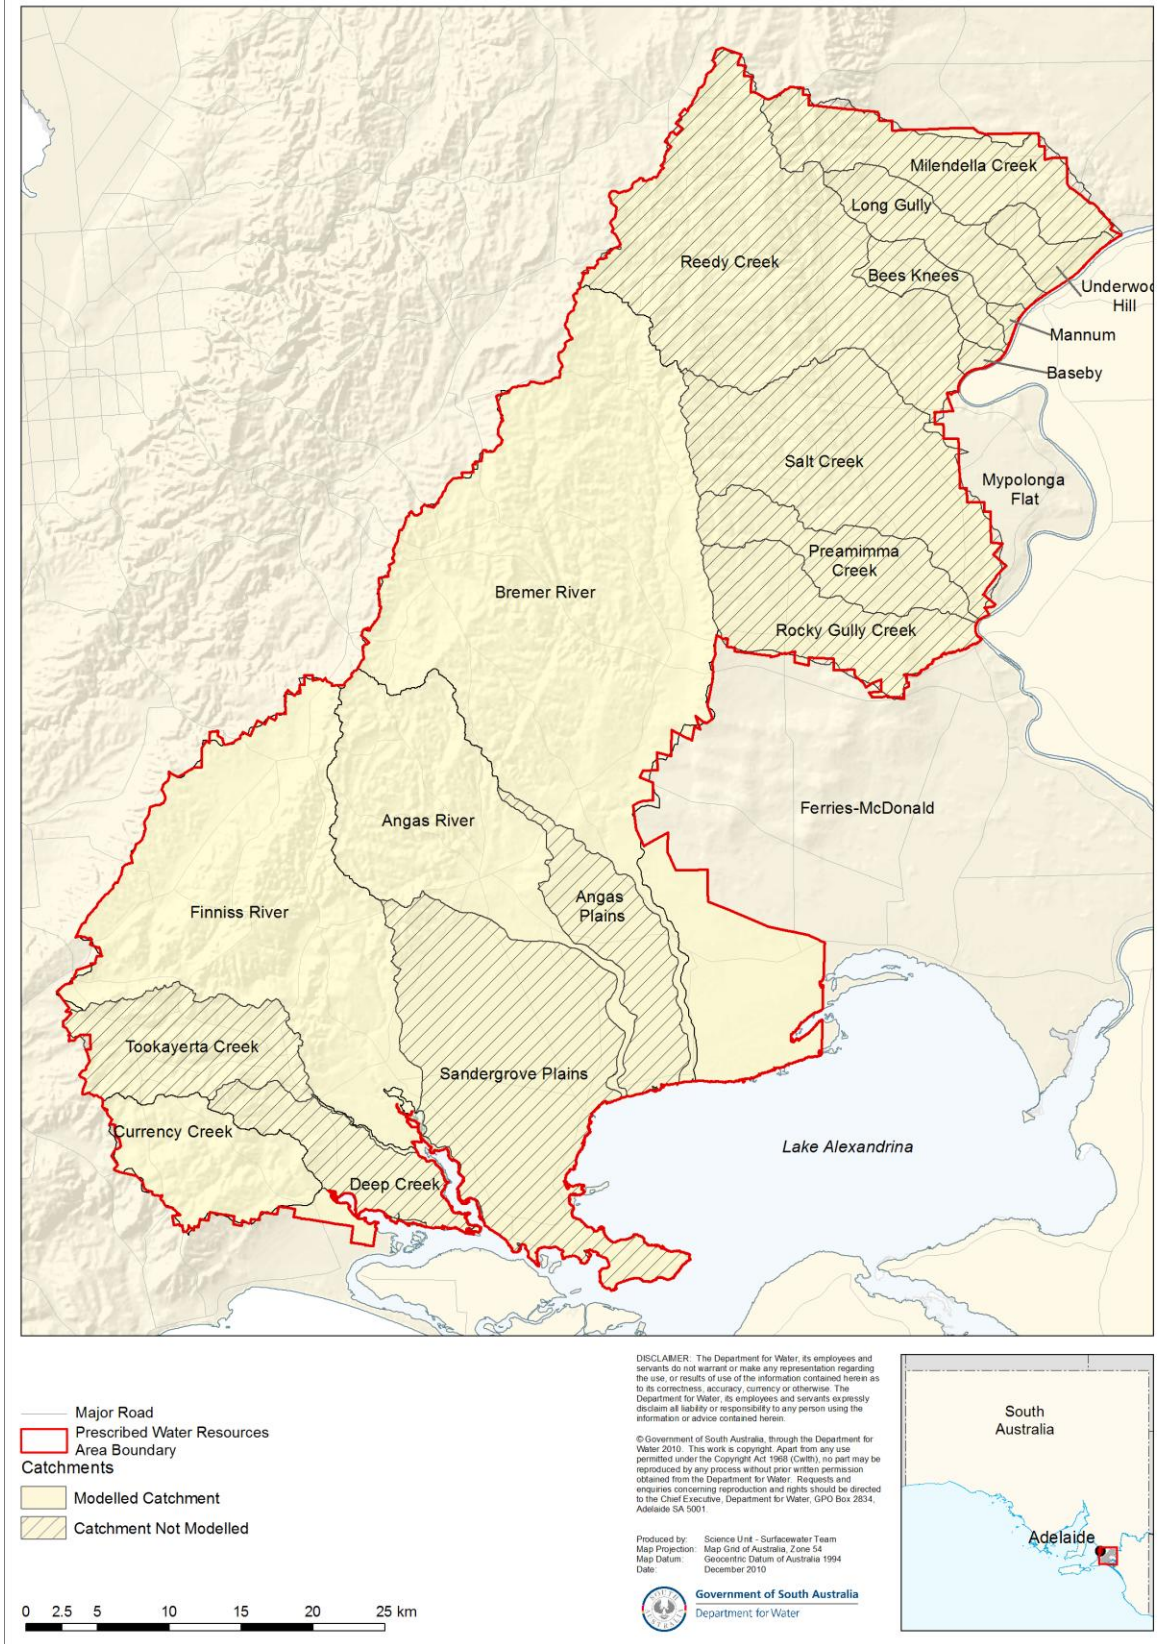 Milendella Creek
Long Gully
Reedy Creek
Bees Knees
Underwoo
Hill
Mannum
Baseby
Salt Creek
Mypolonga
Flat
Preamimma
Creek
Bremer River
Rocky Gully Creek
Ferries-McDonald
Angas River
Angas
Plains
Finniss River
Tookayerta Creek
Sandergrove Plains
Currency Creek
Lake Alexandrina
Deep Creek
Major Road
Prescribed Water Resources
Area Boundary
Catchments
Modelled Catchment
Catchment Not Modelled
0 2.5 5 10 15 20 25 km
DISCLAIMER: The Department for Water, its employees and
servants do not warrant or make any representation regarding
the use, or results of use of the information contained herein as
to its correctness, accuracy, currency or otherwise. The
Department for Water, its employees and servants expressly
disclaim all liability or responsibility to any person using the
information or advice contained herein.
© Government of South Australia, through the Department for
Water 2010. This work is copyright. Apart from any use
permitted under the Copyright Act 1968 (Cwlth), no part may be
reproduced by any process without prior written permission
obtained from the Department for Water. Requests and
enquiries concerning reproduction and rights should be directed
to the Chief Executive, Department for Water, GPO Box 2834,
Adelaide SA 5001.
Produced by: Science Unit - Surfacewater Team
Map Projection: Map Grid of Australia, Zone 54
Map Datum: Geocentric Datum of Australia 1994
Date: December 2010
Government of South Australia
Department for Water
South
Australia
Adelaide